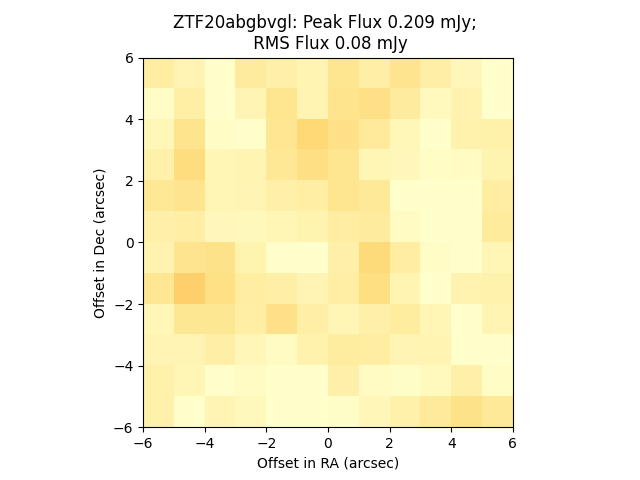 ZTF20abgbvgl: Peak Flux 0.209 mJy;
RMS Flux 0.08 mJy
6
4
2
0
−2
−4
−6
Offset in Dec (arcsec)
−6 −4 −2 0 2 4 6
Offset in RA (arcsec)